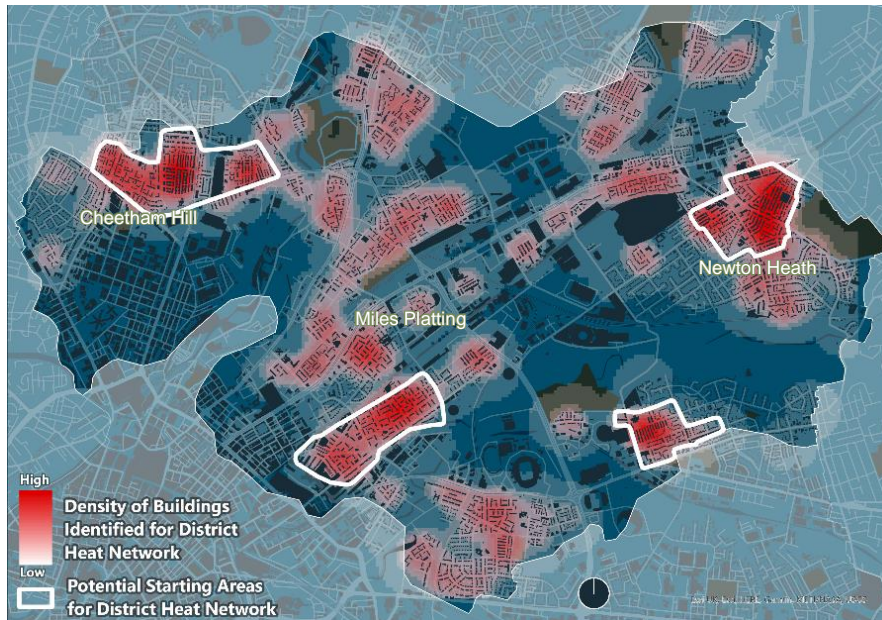 Cheetham Hill
Newton Heath
Miles Platting
High
Density of Buildings
Identified for District
Heat Network
Low
Potential Starting Areas
for District Heat Network